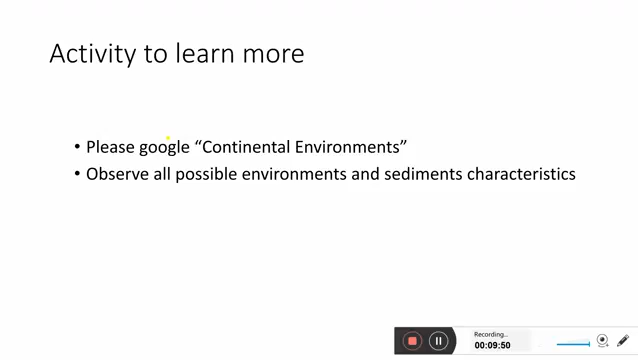 Activity to learn more
• Please google “Continental Environments”
• Observe all possible environments and sediments characteristics
Recording...
00:09:50